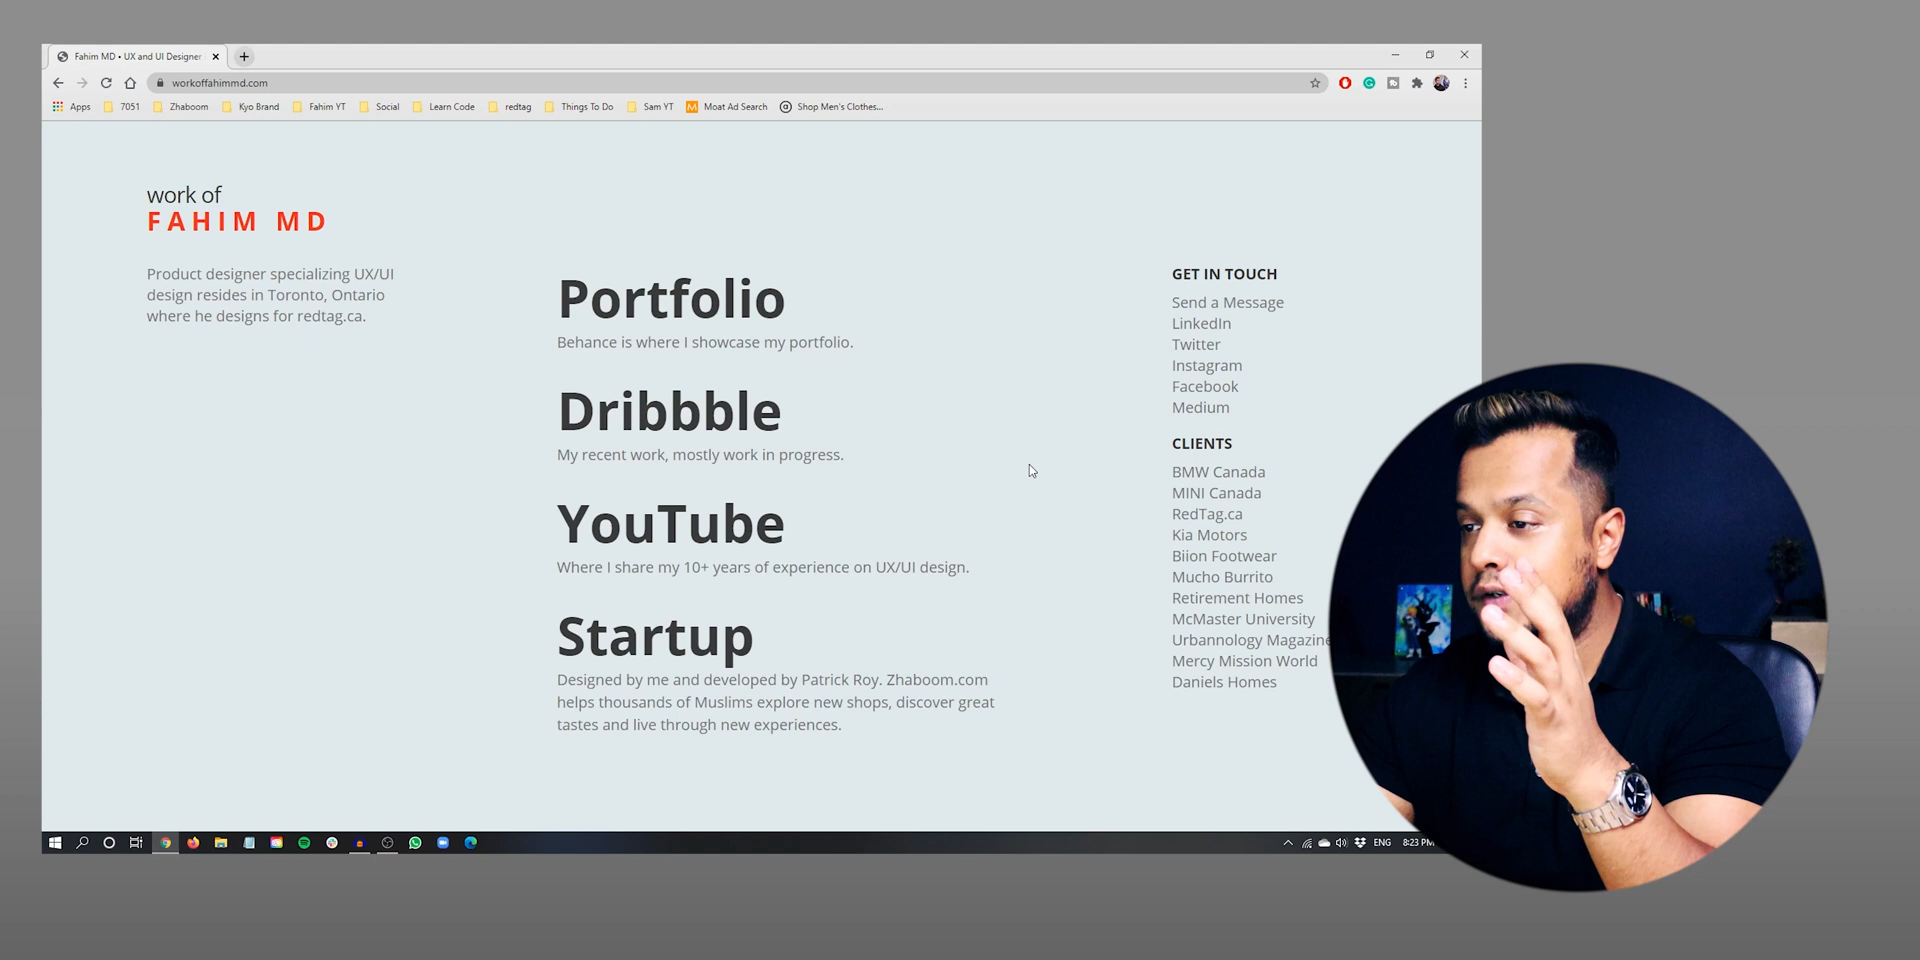 Fahim MD • UX and UI Designer
workoffahimmd.com
Apps
7051
Zhaboom
Kyo Brand
Fahim YT
Social
Learn Code
redtag
Things To Do
Sam YT
M
Moat Ad Search
Shop Men's Clothes...
work of
FAHIM MD
Product designer specializing UX/UI
design resides in Toronto, Ontario
where he designs for redtag.ca.
Portfolio
Behance is where I showcase my portfolio.
Dribbble
My recent work, mostly work in progress.
YouTube
Where I share my 10+ years of experience on UX/UI design.
Startup
Designed by me and developed by Patrick Roy. Zhaboom.com
helps thousands of Muslims explore new shops, discover great
tastes and live through new experiences.
GET IN TOUCH
Send a Message
LinkedIn
Twitter
Instagram
Facebook
Medium
CLIENTS
BMW Canada
MINI Canada
RedTag.ca
Kia Motors
Biion Footwear
Mucho Burrito
Retirement Homes
McMaster University
Urbannology Magazine
Mercy Mission World
Daniels Homes
ENG
8:23 PM